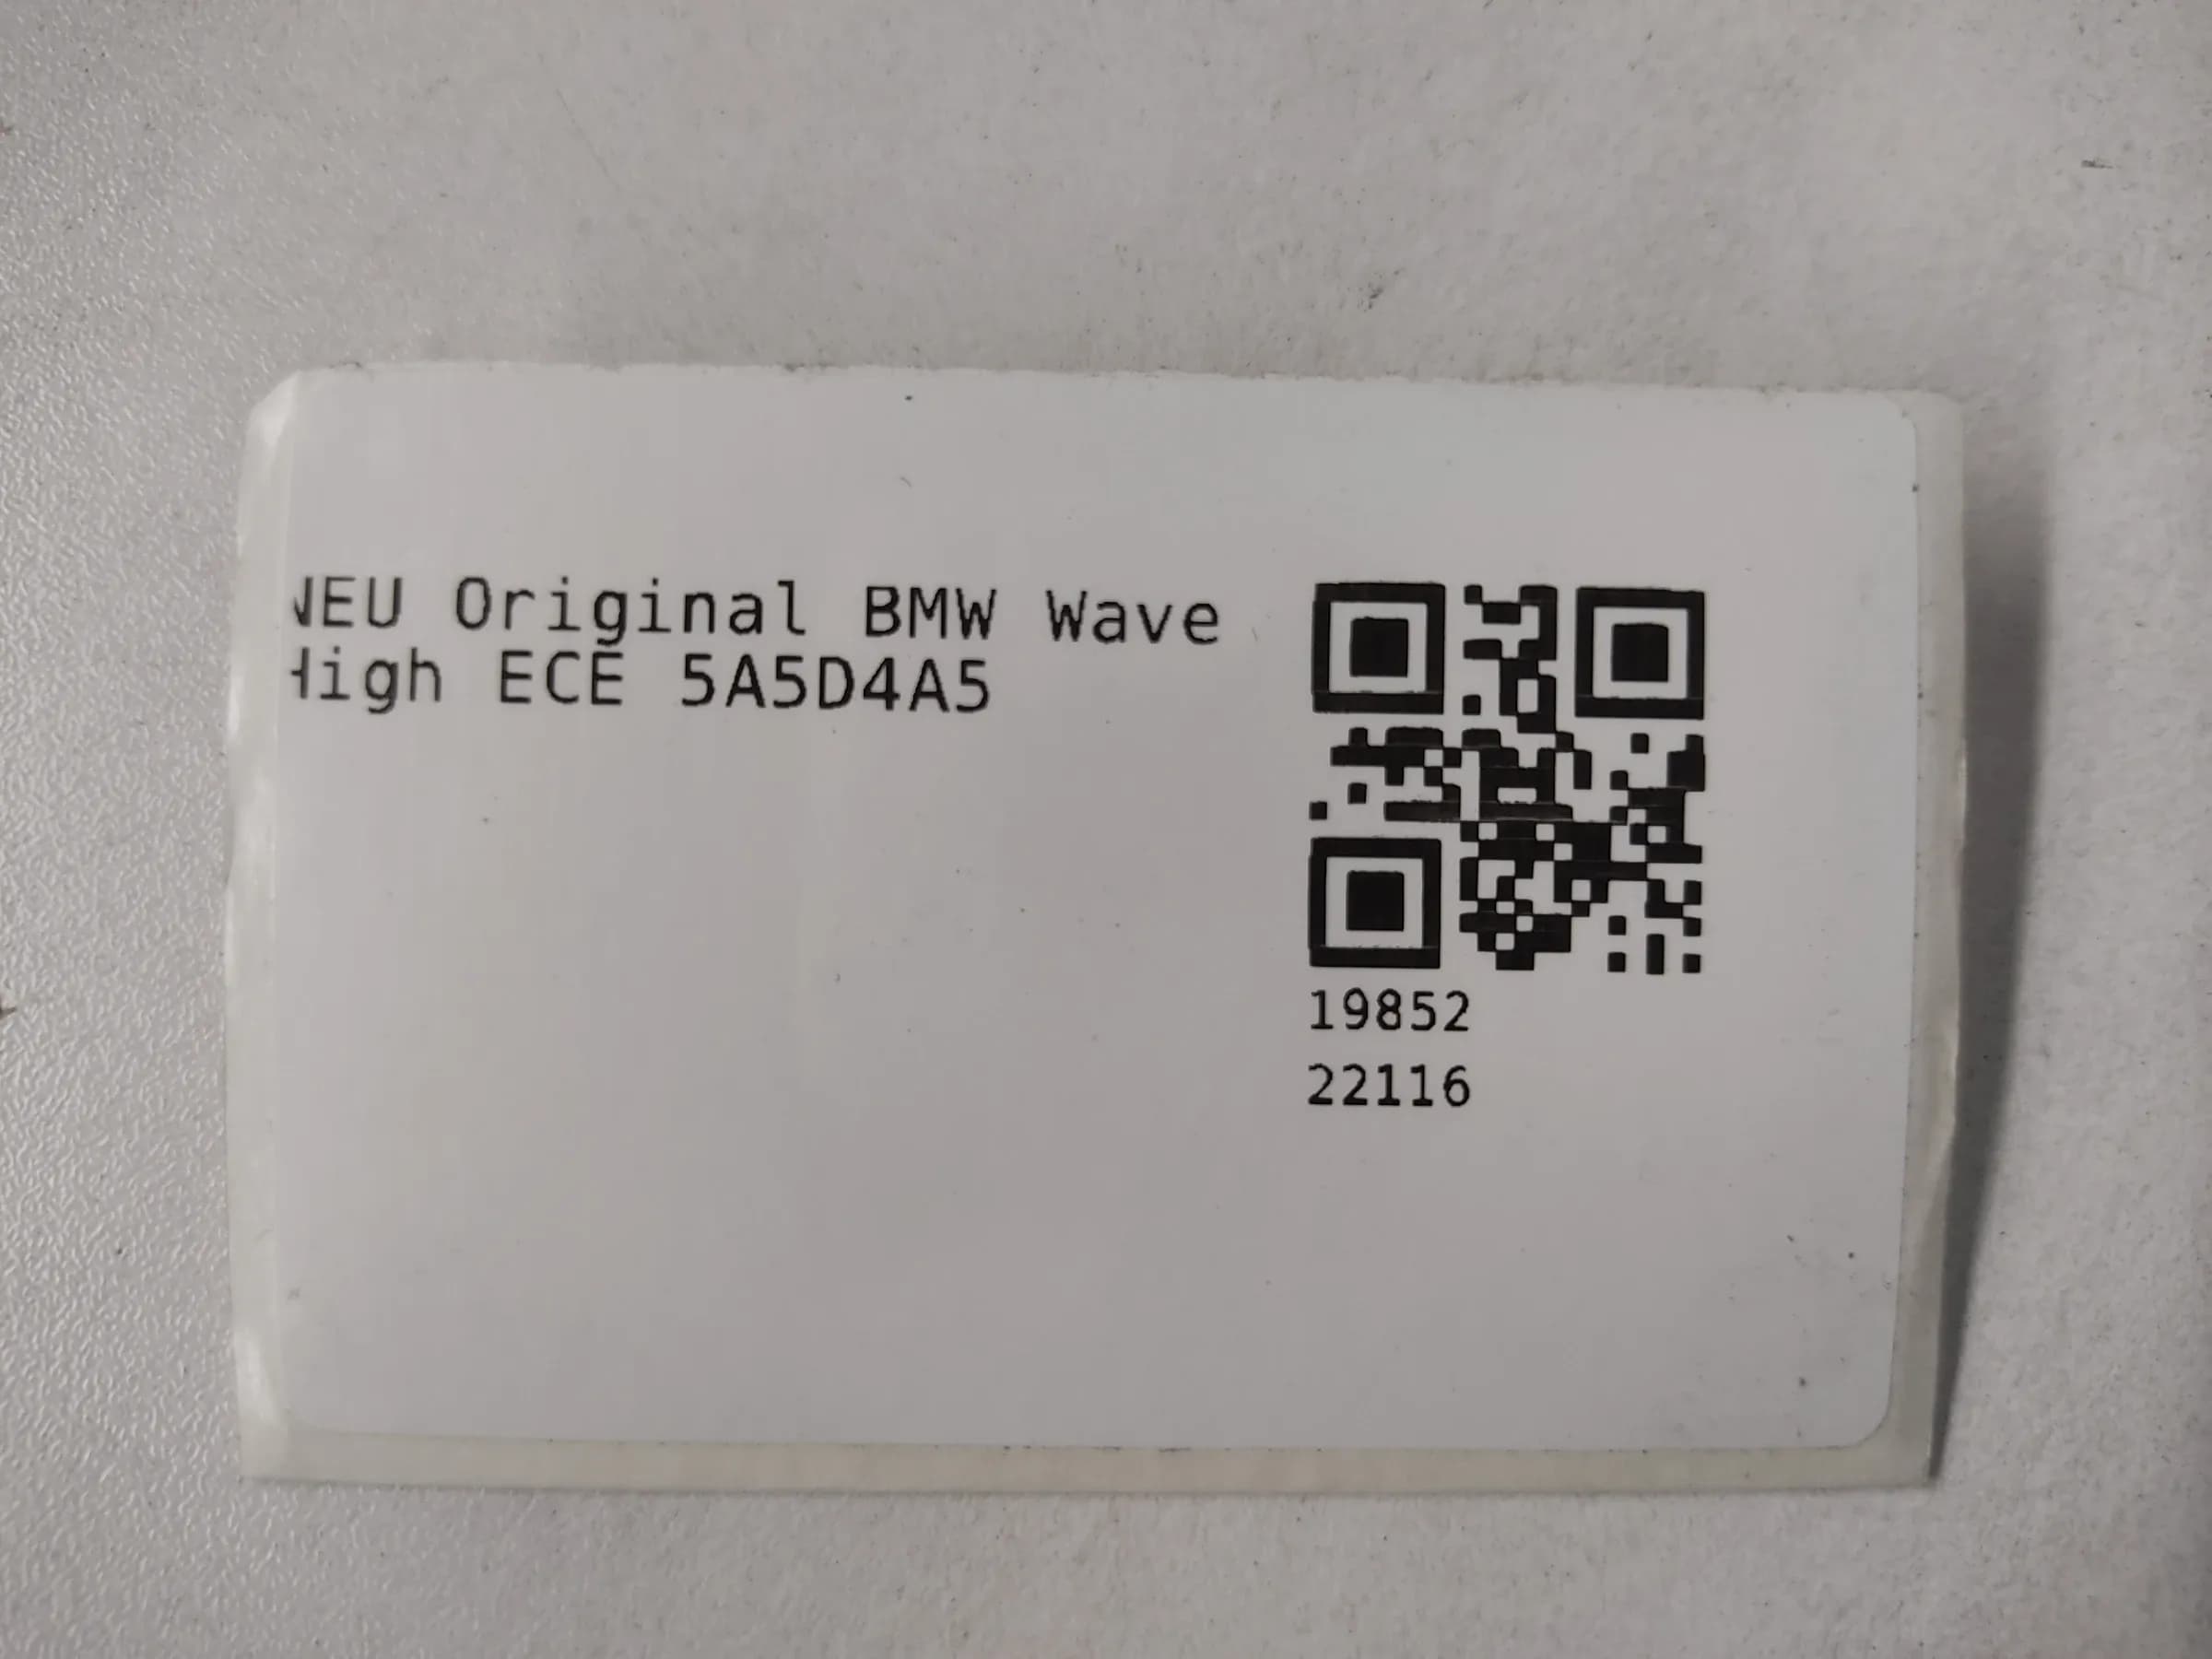 NEU Original BMW Wave
High ECE 5A5D4A5
19852
22116